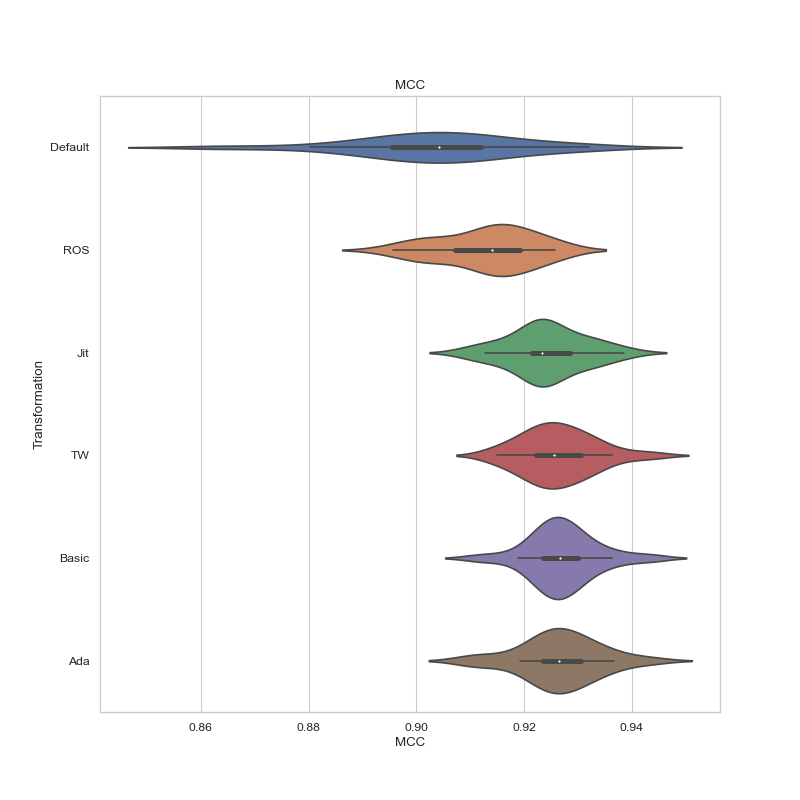 MCC
Default
ROS
Jit
Transformation
TW
Basic
Ada
0.86 0.88 0.90 0.92 0.94
MCC